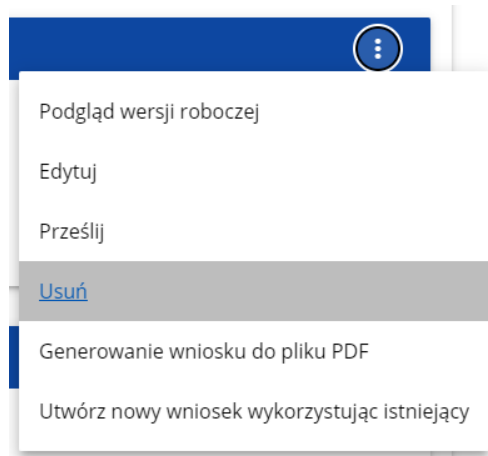 Podgląd wersji roboczej
Edytuj
Prześlij
Usuń
Generowanie wniosku do pliku PDF
Utwórz nowy wniosek wykorzystując istniejący